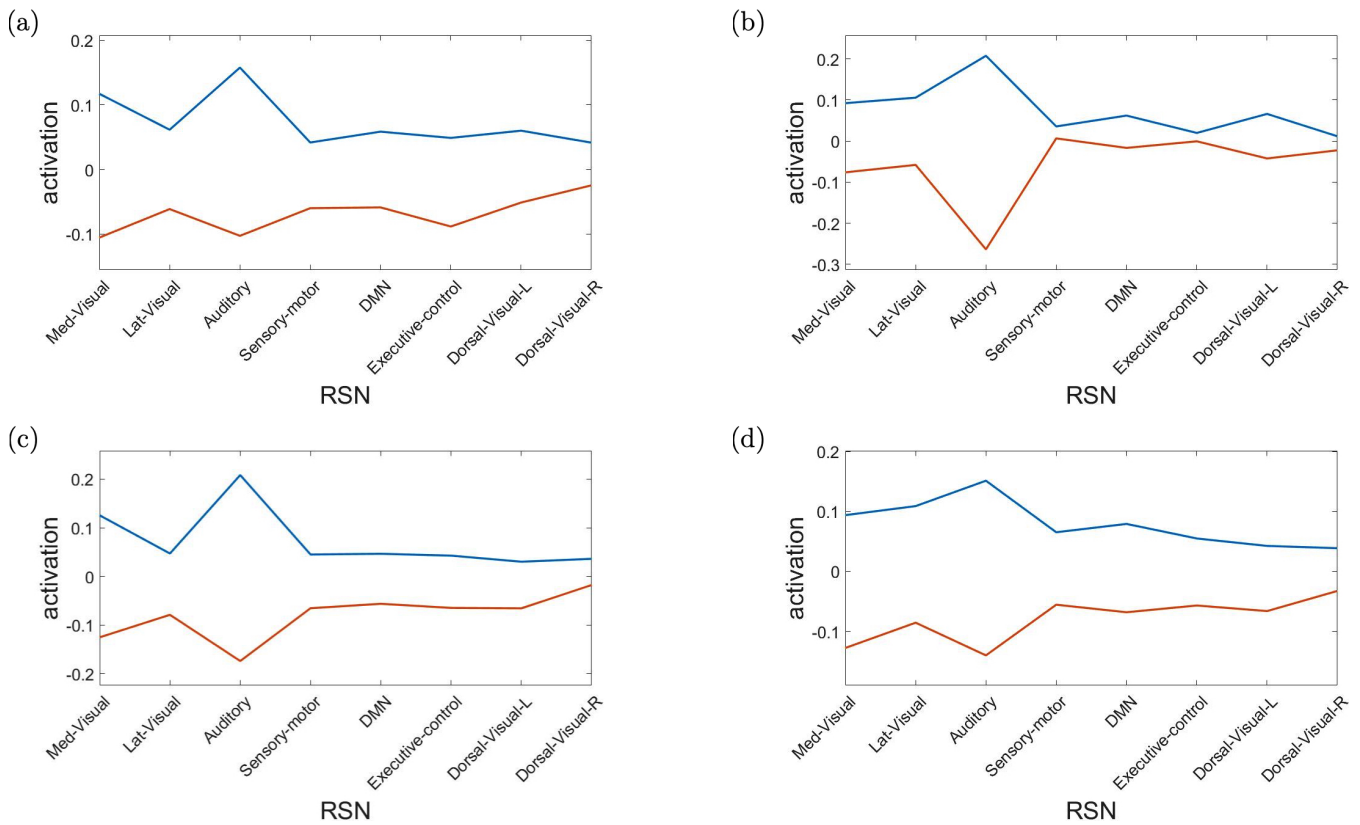 (a)
0.2
0.1
0
-0.1
activation
Med-Visual
Lat-Visual
Auditory
Sensory-motor
DMN
Executive-control
Dorsal-Visual-L
Dorsal-Visual-R
RSN
(b)
0.2
0.1
0
-0.1
-0.2
-0.3
activation
Med-Visual
Lat-Visual
Auditory
Sensory-motor
DMN
Executive-control
Dorsal-Visual-L
Dorsal-Visual-R
RSN
(c)
0.2
0.1
0
-0.1
-0.2
activation
Med-Visual
Lat-Visual
Auditory
Sensory-motor
DMN
Executive-control
Dorsal-Visual-L
Dorsal-Visual-R
RSN
(d)
0.2
0.1
0
-0.1
activation
Med-Visual
Lat-Visual
Auditory
Sensory-motor
DMN
Executive-control
Dorsal-Visual-L
Dorsal-Visual-R
RSN